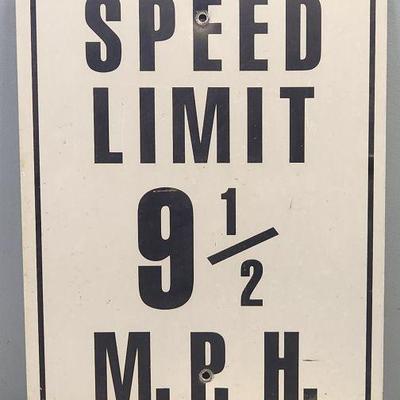 SPEED
LIMIT
9 1/2
M.P.H.